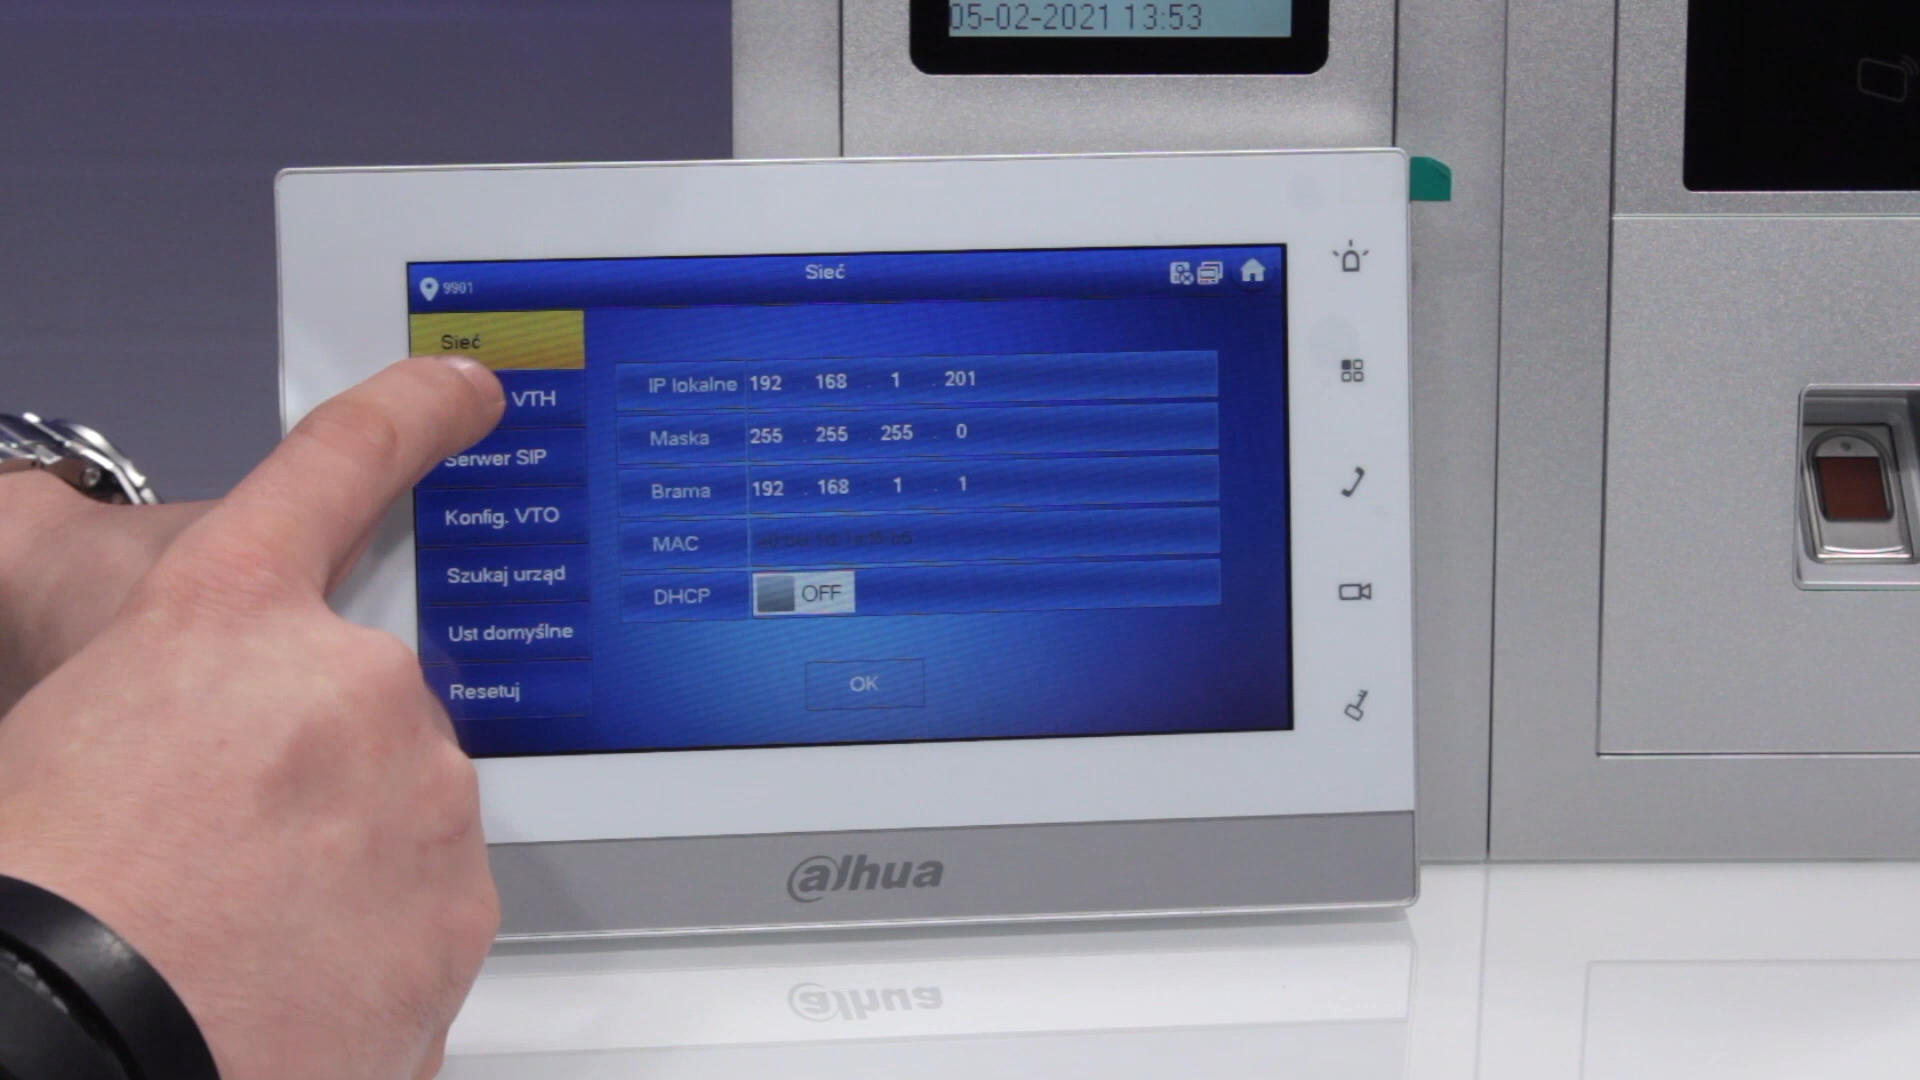 05-02-2021 13:53
9901
Sieć
Sieć
VTH
Serwer SIP
Konfig. VTO
Szukaj urząd
Ust domyślne
Resetuj
IP lokalne 192 . 168 . 1 . 201
Maska 255 . 255 . 255 . 0
Brama 192 . 168 . 1 . 1
MAC
DHCP OFF
OK
alhua